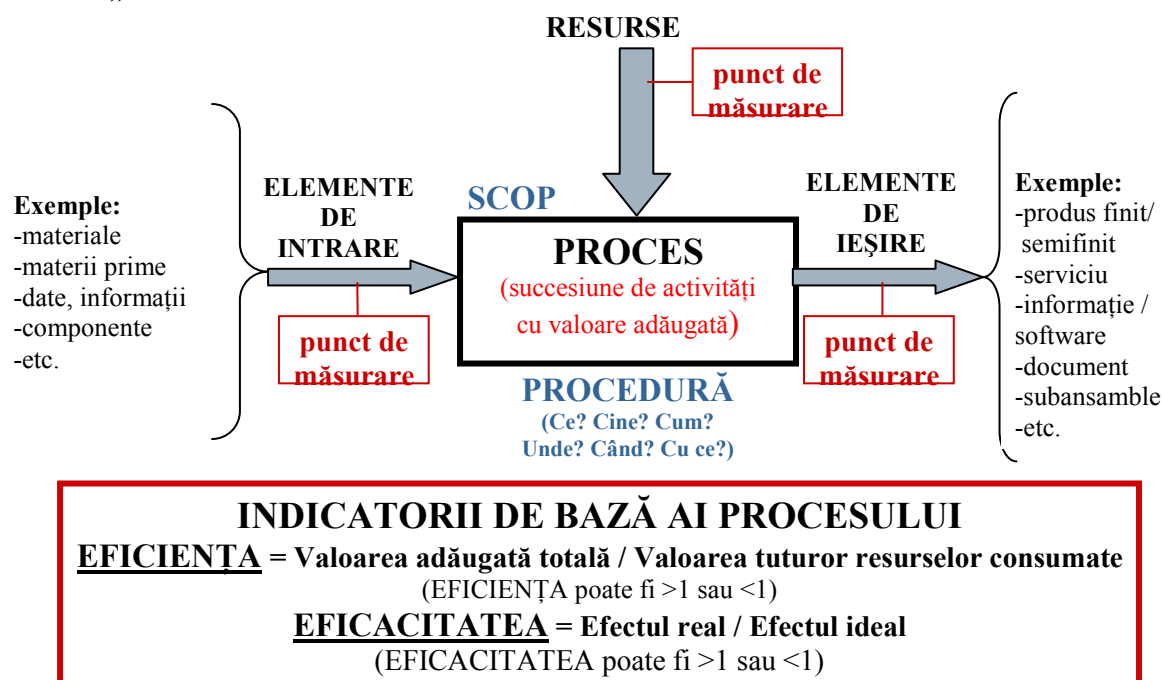 RESURSE
punct de
măsurare
Exemple:
-materiale
-materii prime
-date, informații
-componente
-etc.
ELEMENTE
DE
INTRARE
punct de
măsurare
SCOP
PROCES
(succesiune de activități
cu valoare adăugată)
PROCEDURĂ
(Ce? Cine? Cum?
Unde? Când? Cu ce?)
ELEMENTE
DE
IEŞIRE
punct de
măsurare
Exemple:
-produs finit/
semifinit
-serviciu
-informație /
software
-document
-subansamble
-etc.
INDICATORII DE BAZĂ AI PROCESULUI
EFICIENȚA = Valoarea adăugată totală / Valoarea tuturor resurselor consumate
(EFICIENȚA poate fi >1 sau <1)
EFICACITATEA = Efectul real / Efectul ideal
(EFICACITATEA poate fi >1 sau <1)